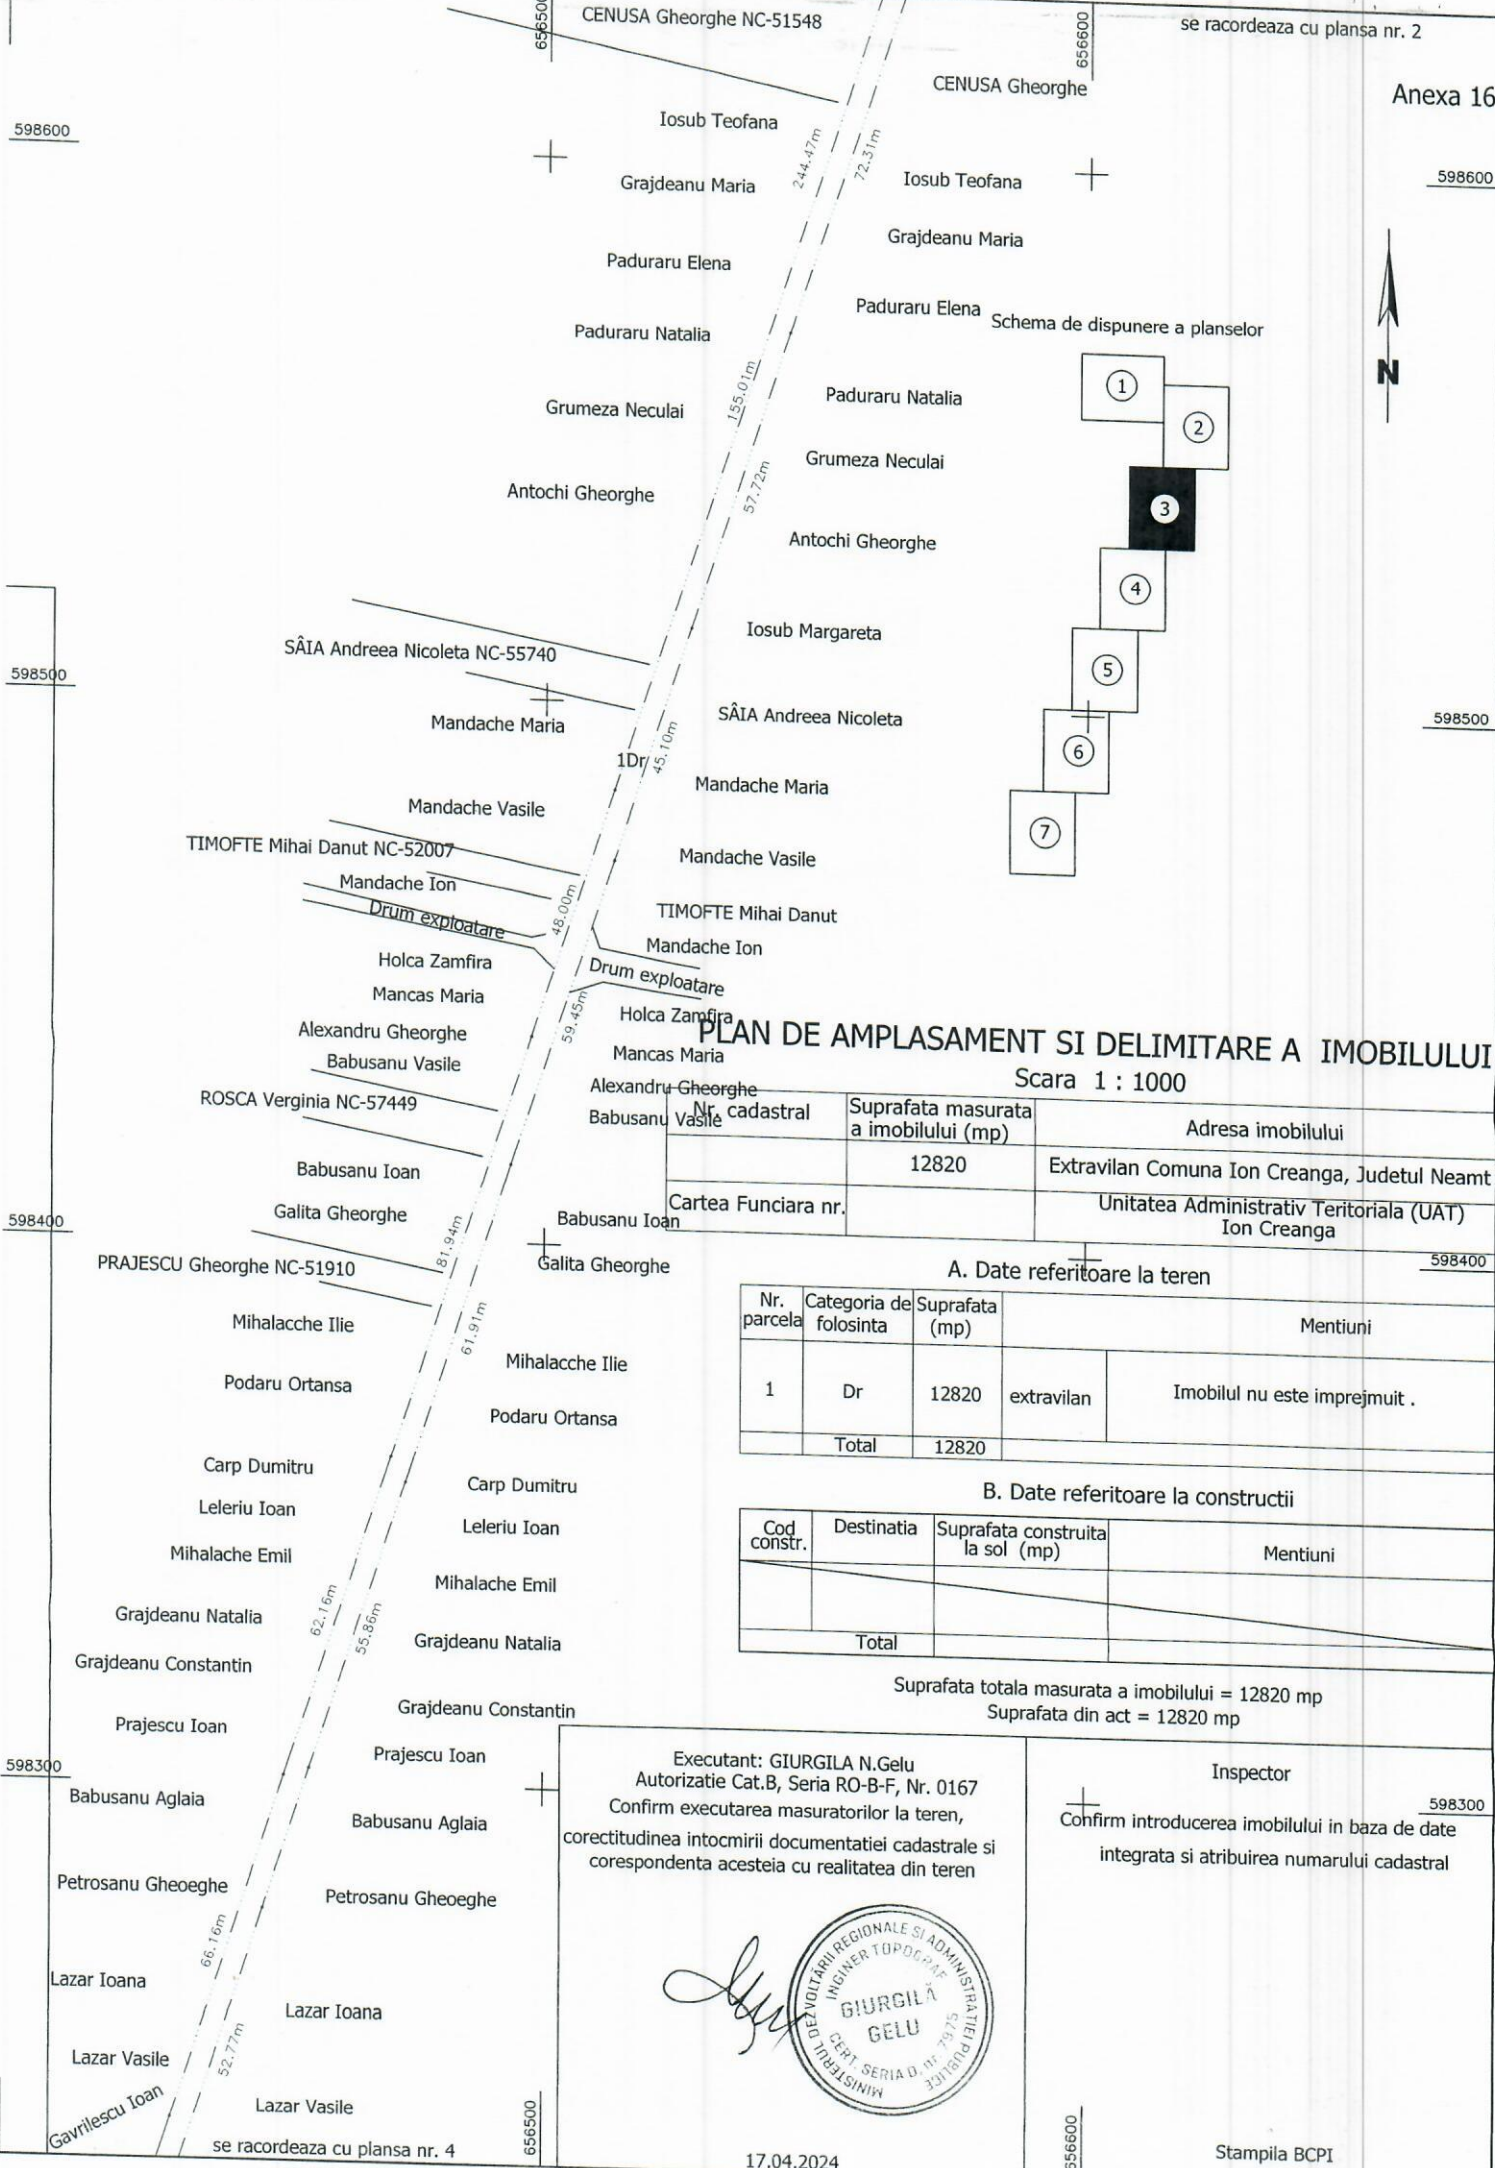 656500
CENUSA Gheorghe NC-51548
656600
se racordeaza cu plansa nr. 2
Anexa 16
CENUSA Gheorghe
598600
Iosub Teofana
244.47m
72.31m
Grajdeanu Maria
Iosub Teofana
598600
Grajdeanu Maria
Paduraru Elena
Paduraru Elena
Schema de dispunere a planselor
Paduraru Natalia
N
1
2
3
4
5
6
7
155.01m
Paduraru Natalia
Grumeza Neculai
57.72m
Grumeza Neculai
Antochi Gheorghe
Antochi Gheorghe
Iosub Margareta
SÂIA Andreea Nicoleta NC-55740
598500
SÂIA Andreea Nicoleta
598500
Mandache Maria
1Dr
45.10m
Mandache Maria
Mandache Vasile
TIMOFTE Mihai Danut NC-52007
Mandache Vasile
Mandache Ion
48.00m
TIMOFTE Mihai Danut
Drum exploatare
Mandache Ion
Holca Zamfira
Drum exploatare
Mancas Maria
59.45m
Holca Zamfira
Alexandru Gheorghe
Mancas Maria
Babusanu Vasile
Alexandru Gheorghe
ROSCA Verginia NC-57449
Babusanu Vasile
PLAN DE AMPLASAMENT SI DELIMITARE A IMOBILULUI
Scara 1 : 1000
Nr. cadastral
Suprafata masurata
a imobilului (mp)
Adresa imobilului
12820
Extravilan Comuna Ion Creanga, Judetul Neamt
Cartea Funciara nr.
Unitatea Administrativ Teritoriala (UAT)
Ion Creanga
Babusanu Ioan
Galita Gheorghe
598400
81.94m
Babusanu Ioan
PRAJESCU Gheorghe NC-51910
Galita Gheorghe
598400
A. Date referitoare la teren
Nr.
parcela
Categoria de
folosinta
Suprafata
(mp)
Mentiuni
1
Dr
12820
extravilan
Imobilul nu este imprejmuit .
Total
12820
Mihalacche Ilie
61.91m
Mihalacche Ilie
Podaru Ortansa
Podaru Ortansa
Carp Dumitru
Carp Dumitru
Leleriu Ioan
Leleriu Ioan
B. Date referitoare la constructii
Cod
constr.
Destinatia
Suprafata construita
la sol (mp)
Mentiuni
Total
Mihalache Emil
Mihalache Emil
62.16m
55.86m
Grajdeanu Natalia
Grajdeanu Natalia
Grajdeanu Constantin
Grajdeanu Constantin
Suprafata totala masurata a imobilului = 12820 mp
Suprafata din act = 12820 mp
Prajescu Ioan
Prajescu Ioan
598300
Babusanu Aglaia
Babusanu Aglaia
Petrosanu Gheoeghe
Petrosanu Gheoeghe
66.16m
Lazar Ioana
Lazar Ioana
Lazar Vasile
52.77m
Gavrilescu Ioan
Lazar Vasile
se racordeaza cu plansa nr. 4
656500
Executant: GIURGILA N.Gelu
Autorizatie Cat.B, Seria RO-B-F, Nr. 0167
Confirm executarea masuratorilor la teren,
corectitudinea intocmirii documentatiei cadastrale si
corespondenta acesteia cu realitatea din teren
MINISTERUL DEZVOLTĂRII REGIONALE SI ADMINISTRATIEI PUBLICE
INGINER TOPOGRAF
GIURGILĂ
GELU
CERT. SERIA D, nr. 7975
17.04.2024
Inspector
598300
Confirm introducerea imobilului in baza de date
integrata si atribuirea numarului cadastral
656600
Stampila BCPI